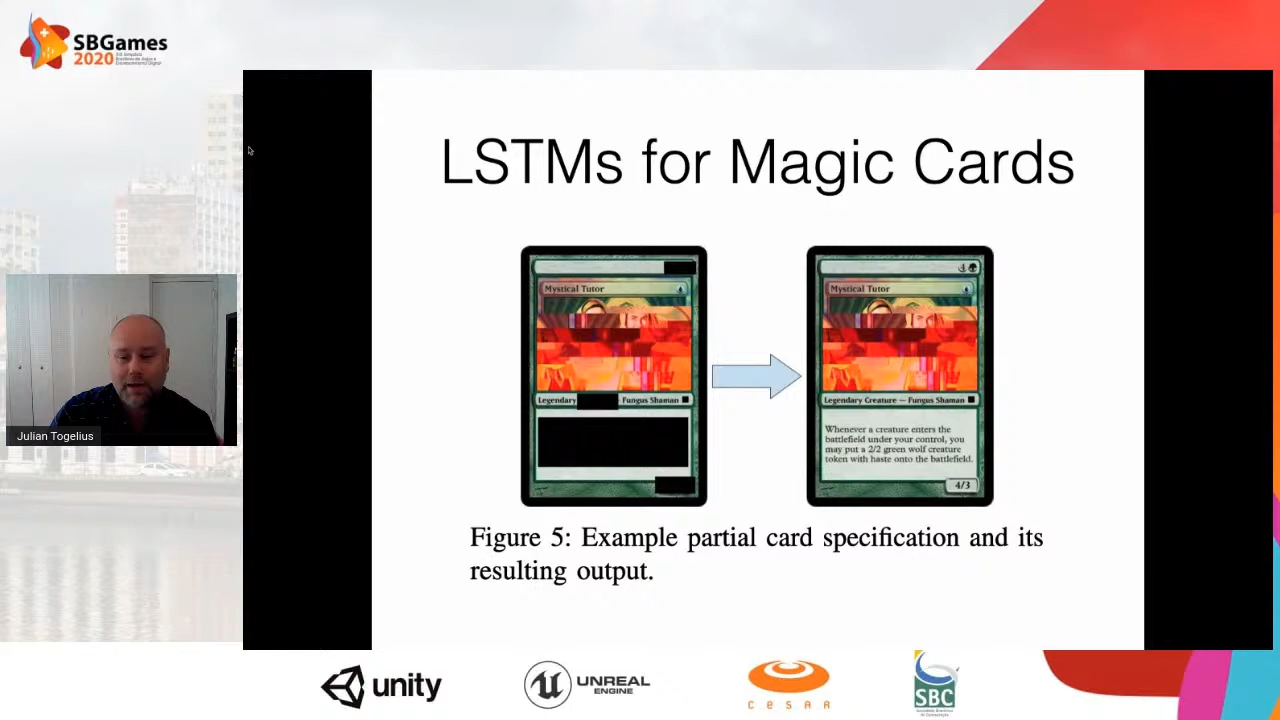 SBGames
2020
LSTMs for Magic Cards
Mystical Tutor
Legendary
Fungus Shaman
4
Mystical Tutor
Legendary Creature — Fungus Shaman
Whenever a creature enters the
battlefield under your control, you
may put a 2/2 green wolf creature
token with haste onto the battlefield.
4/3
Figure 5: Example partial card specification and its
resulting output.
Julian Togelius
unity
UNREAL
ENGINE
CESAR
SBC